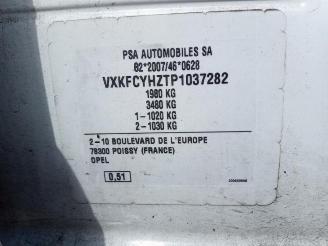 PSA AUTOMOBILES SA
62*2007/46*0628
VXKFCYHZTP1037282
1980 KG
3480 KG
1-1020 KG
2-1030 KG
2-10 BOULEVARD DE L'EUROPE
78300 POISSY (FRANCE)
OPEL
0,51